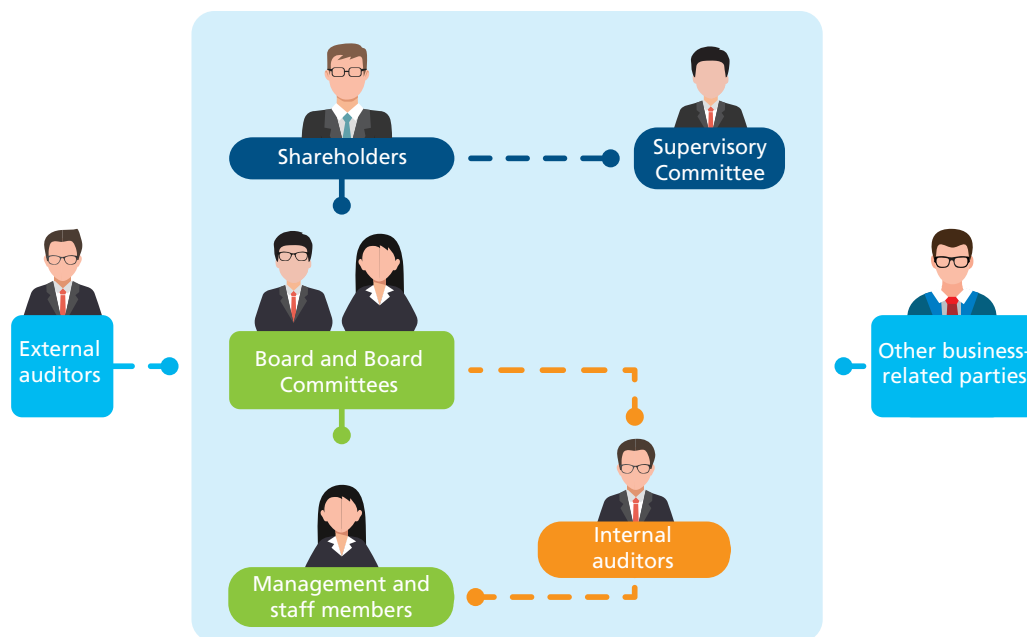 Shareholders
Supervisory
Committee
External
auditors
Board and Board
Committees
Other business-
related parties
Internal
auditors
Management and
staff members